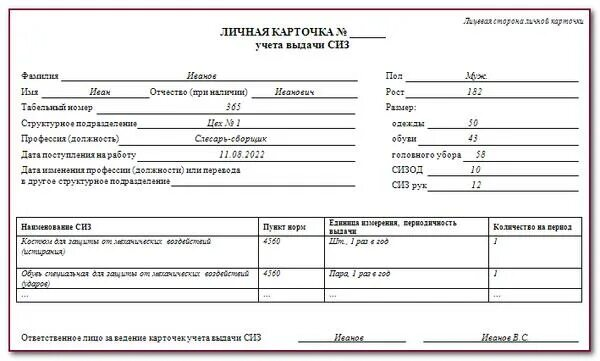 Лицевая сторона личной карточки
ЛИЧНАЯ КАРТОЧКА № ______
учета выдачи СИЗ
Фамилия Иванов
Имя Иван Отчество (при наличии) Иванович
Табельный номер 365
Структурное подразделение Цех № 1
Профессия (должность) Слесарь-сборщик
Дата поступления на работу 11.08.2022
Дата изменения профессии (должности) или перевода
в другое структурное подразделение
Пол Муж.
Рост 182
Размер:
одежды 50
обуви 43
головного убора 58
СИЗОД 10
СИЗ рук 12
Наименование СИЗ Пункт норм Единица измерения, периодичность выдачи Количество на период
Костюм для защиты от механических воздействий (истирания) 4560 Шт., 1 раз в год 1
Обувь специальная для защиты от механических воздействий (ударов) 4560 Пара, 1 раз в год 1
... ... ... ...
Ответственное лицо за ведение карточек учета выдачи СИЗ Иванов Иванов В.С.